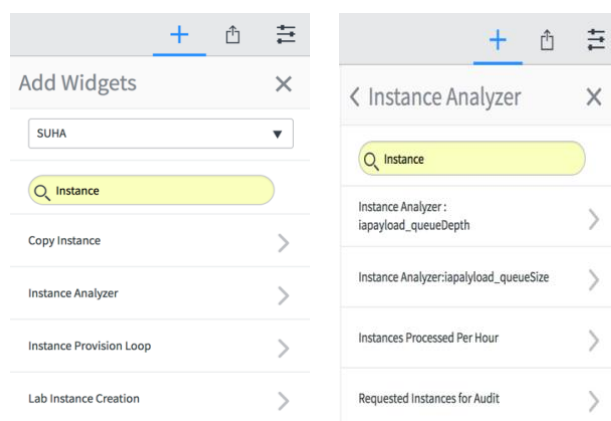 Add Widgets
SUHA
Instance
Copy Instance
Instance Analyzer
Instance Provision Loop
Lab Instance Creation
Instance Analyzer
Instance
Instance Analyzer :
iapayload_queueDepth
Instance Analyzer:iapalyload_queueSize
Instances Processed Per Hour
Requested Instances for Audit